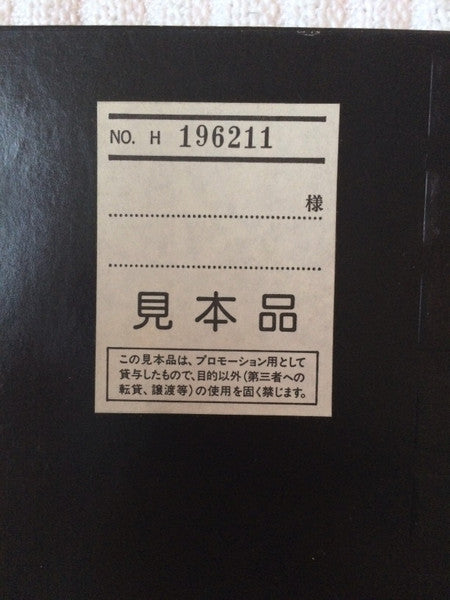 NO. H 196211
様
見本品
この見本品は、プロモーション用として
貸与したもので、目的以外(第三者への
転貸、譲渡等)の使用を固く禁じます。